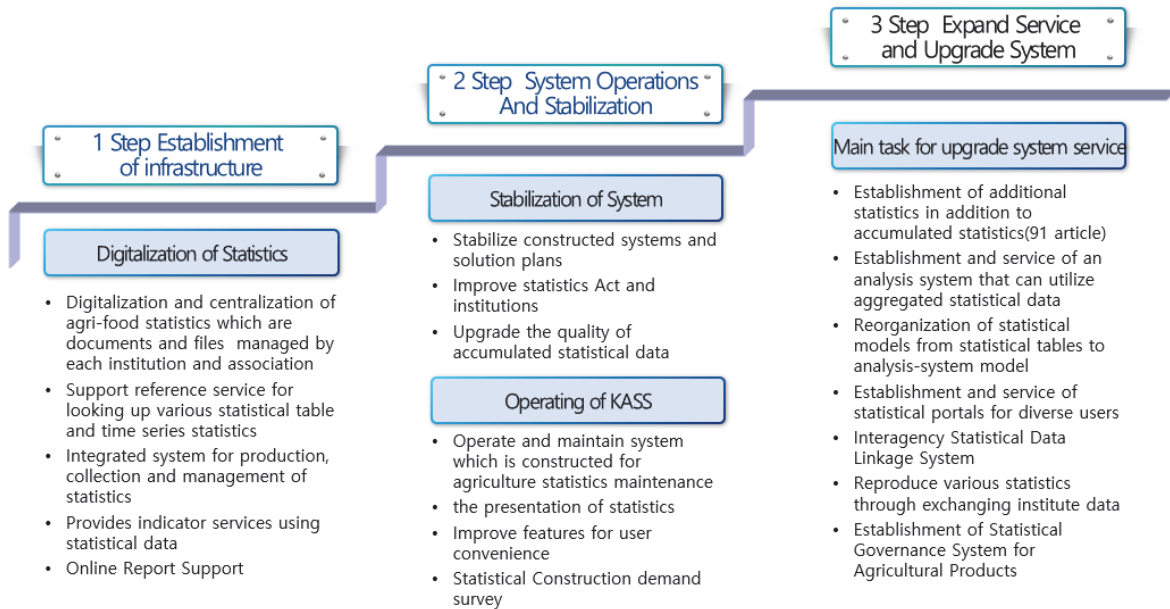 1 Step Establishment
of infrastructure
Digitalization of Statistics
• Digitalization and centralization of
agri-food statistics which are
documents and files managed by
each institution and association
• Support reference service for
looking up various statistical table
and time series statistics
• Integrated system for production,
collection and management of
statistics
• Provides indicator services using
statistical data
• Online Report Support
2 Step System Operations
And Stabilization
Stabilization of System
• Stabilize constructed systems and
solution plans
• Improve statistics Act and
institutions
• Upgrade the quality of
accumulated statistical data
Operating of KASS
• Operate and maintain system
which is constructed for
agriculture statistics maintenance
• the presentation of statistics
• Improve features for user
convenience
• Statistical Construction demand
survey
3 Step Expand Service
and Upgrade System
Main task for upgrade system service
• Establishment of additional
statistics in addition to
accumulated statistics(91 article)
• Establishment and service of an
analysis system that can utilize
aggregated statistical data
• Reorganization of statistical
models from statistical tables to
analysis-system model
• Establishment and service of
statistical portals for diverse users
• Interagency Statistical Data
Linkage System
• Reproduce various statistics
through exchanging institute data
• Establishment of Statistical
Governance System for
Agricultural Products